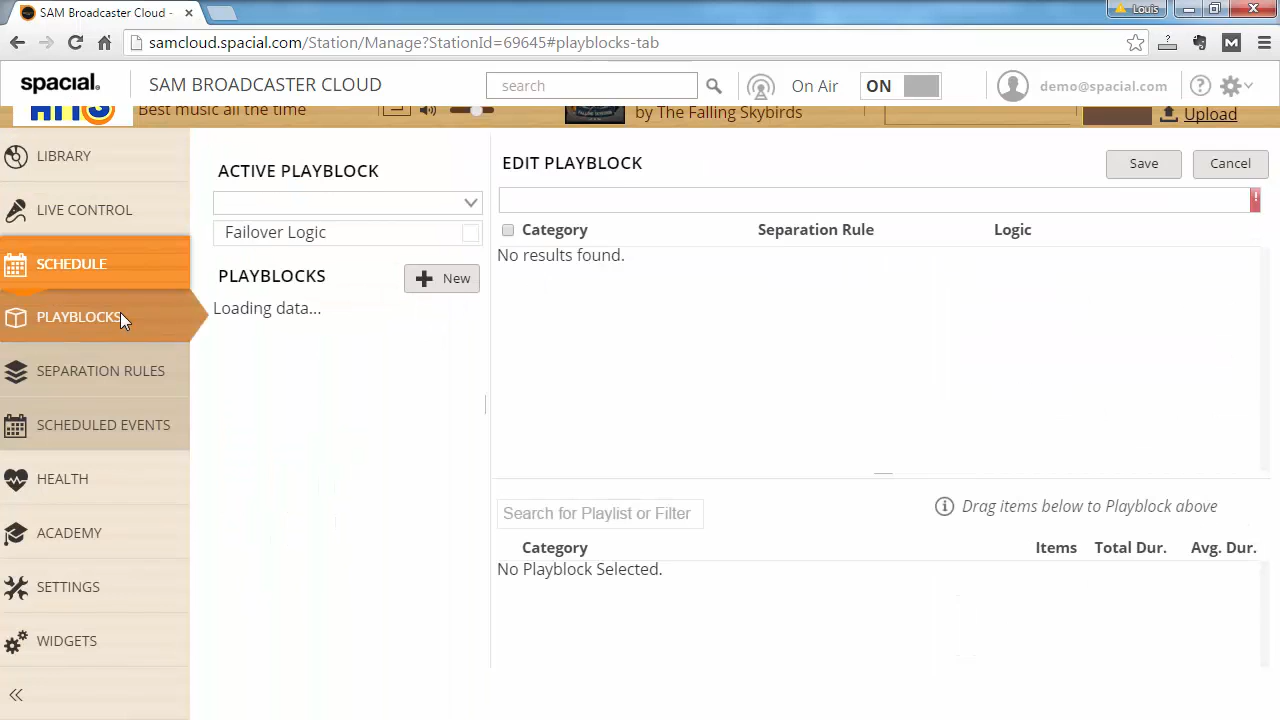 SAM Broadcaster Cloud -
Louis
samcloud.spacial.com/Station/Manage?StationId=69645#playblocks-tab
spacial.
SAM BROADCASTER CLOUD
search
On Air
ON
demo@spacial.com
Best music all the time
by The Falling Skybirds
Upload
LIBRARY
LIVE CONTROL
SCHEDULE
PLAYBLOCKS
SEPARATION RULES
SCHEDULED EVENTS
HEALTH
ACADEMY
SETTINGS
WIDGETS
ACTIVE PLAYBLOCK
Failover Logic
PLAYBLOCKS
New
Loading data...
EDIT PLAYBLOCK
Save
Cancel
Category Separation Rule Logic
No results found.
Search for Playlist or Filter
Drag items below to Playblock above
Category Items Total Dur. Avg. Dur.
No Playblock Selected.